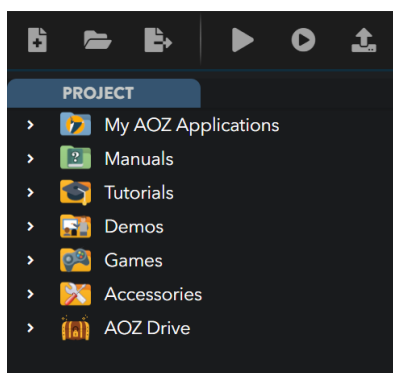 PROJECT
My AOZ Applications
Manuals
Tutorials
Demos
Games
Accessories
AOZ Drive